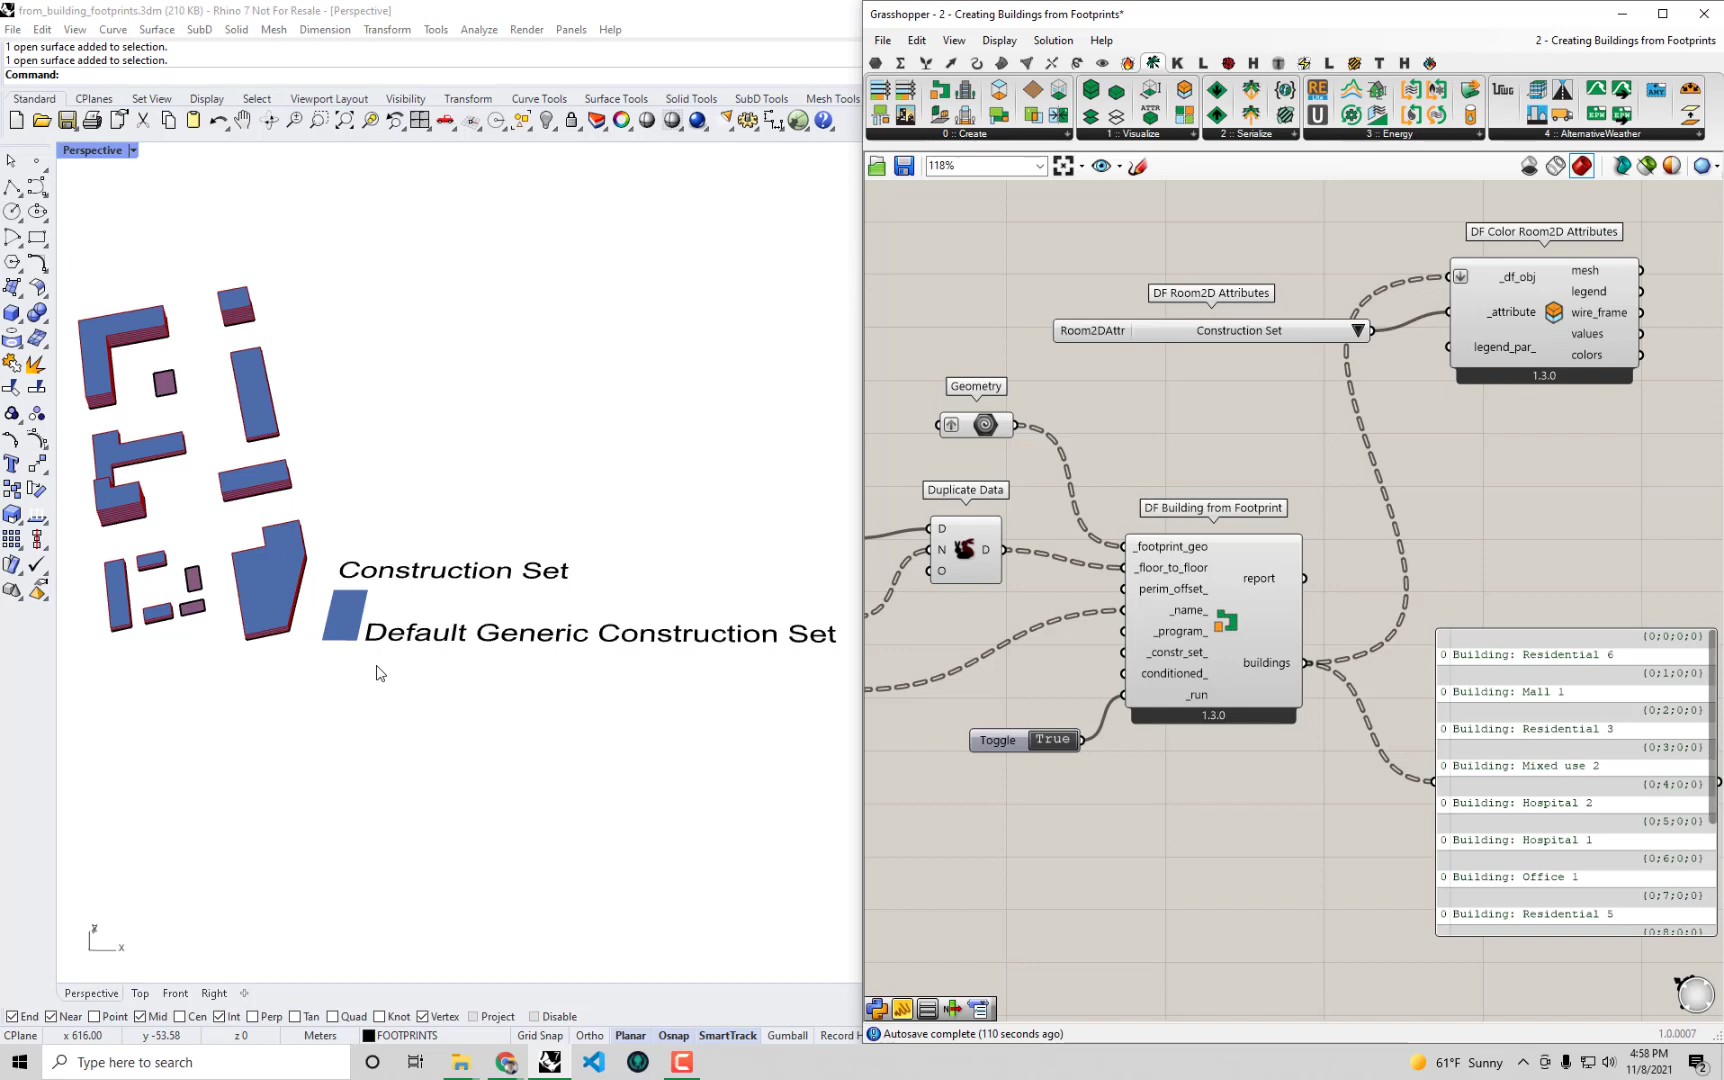 from_building_footprints.3dm (210 KB) - Rhino 7 Not For Resale - [Perspective]
File Edit View Curve Surface SubD Solid Mesh Dimension Transform Tools Analyze Render Panels Help
1 open surface added to selection.
1 open surface added to selection.
Command:
Standard CPlanes Set View Display Select Viewport Layout Visibility Transform Curve Tools Surface Tools Solid Tools SubD Tools Mesh Tools
Perspective
Construction Set
Default Generic Construction Set
y
x
Perspective Top Front Right
End Near Point Mid Cen Int Perp Tan Quad Knot Vertex Project Disable
CPlane x 616.00 y -53.58 z 0 Meters FOOTPRINTS Grid Snap Ortho Planar Osnap SmartTrack Gumball Record H
Grasshopper - 2 - Creating Buildings from Footprints*
File Edit View Display Solution Help
2 - Creating Buildings from Footprints
K L H L T H
0 :: Create 1 :: Visualize 2 :: Serialize 3 :: Energy 4 :: AlternativeWeather
118%
DF Color Room2D Attributes
_df_obj
_attribute
legend_par_
mesh
legend
wire_frame
values
colors
1.3.0
DF Room2D Attributes
Room2DAttr Construction Set
Geometry
Duplicate Data
D
N
O
D
DF Building from Footprint
_footprint_geo
_floor_to_floor
perim_offset_
_name_
_program_
_constr_set_
conditioned_
_run
report
buildings
1.3.0
Toggle True
{0;0;0;0}
0 Building: Residential 6
{0;1;0;0}
0 Building: Mall 1
{0;2;0;0}
0 Building: Residential 3
{0;3;0;0}
0 Building: Mixed use 2
{0;4;0;0}
0 Building: Hospital 2
{0;5;0;0}
0 Building: Hospital 1
{0;6;0;0}
0 Building: Office 1
{0;7;0;0}
0 Building: Residential 5
{0;8;0;0}
Autosave complete (110 seconds ago)
1.0.0007
Type here to search
61°F Sunny
4:58 PM
11/8/2021
2